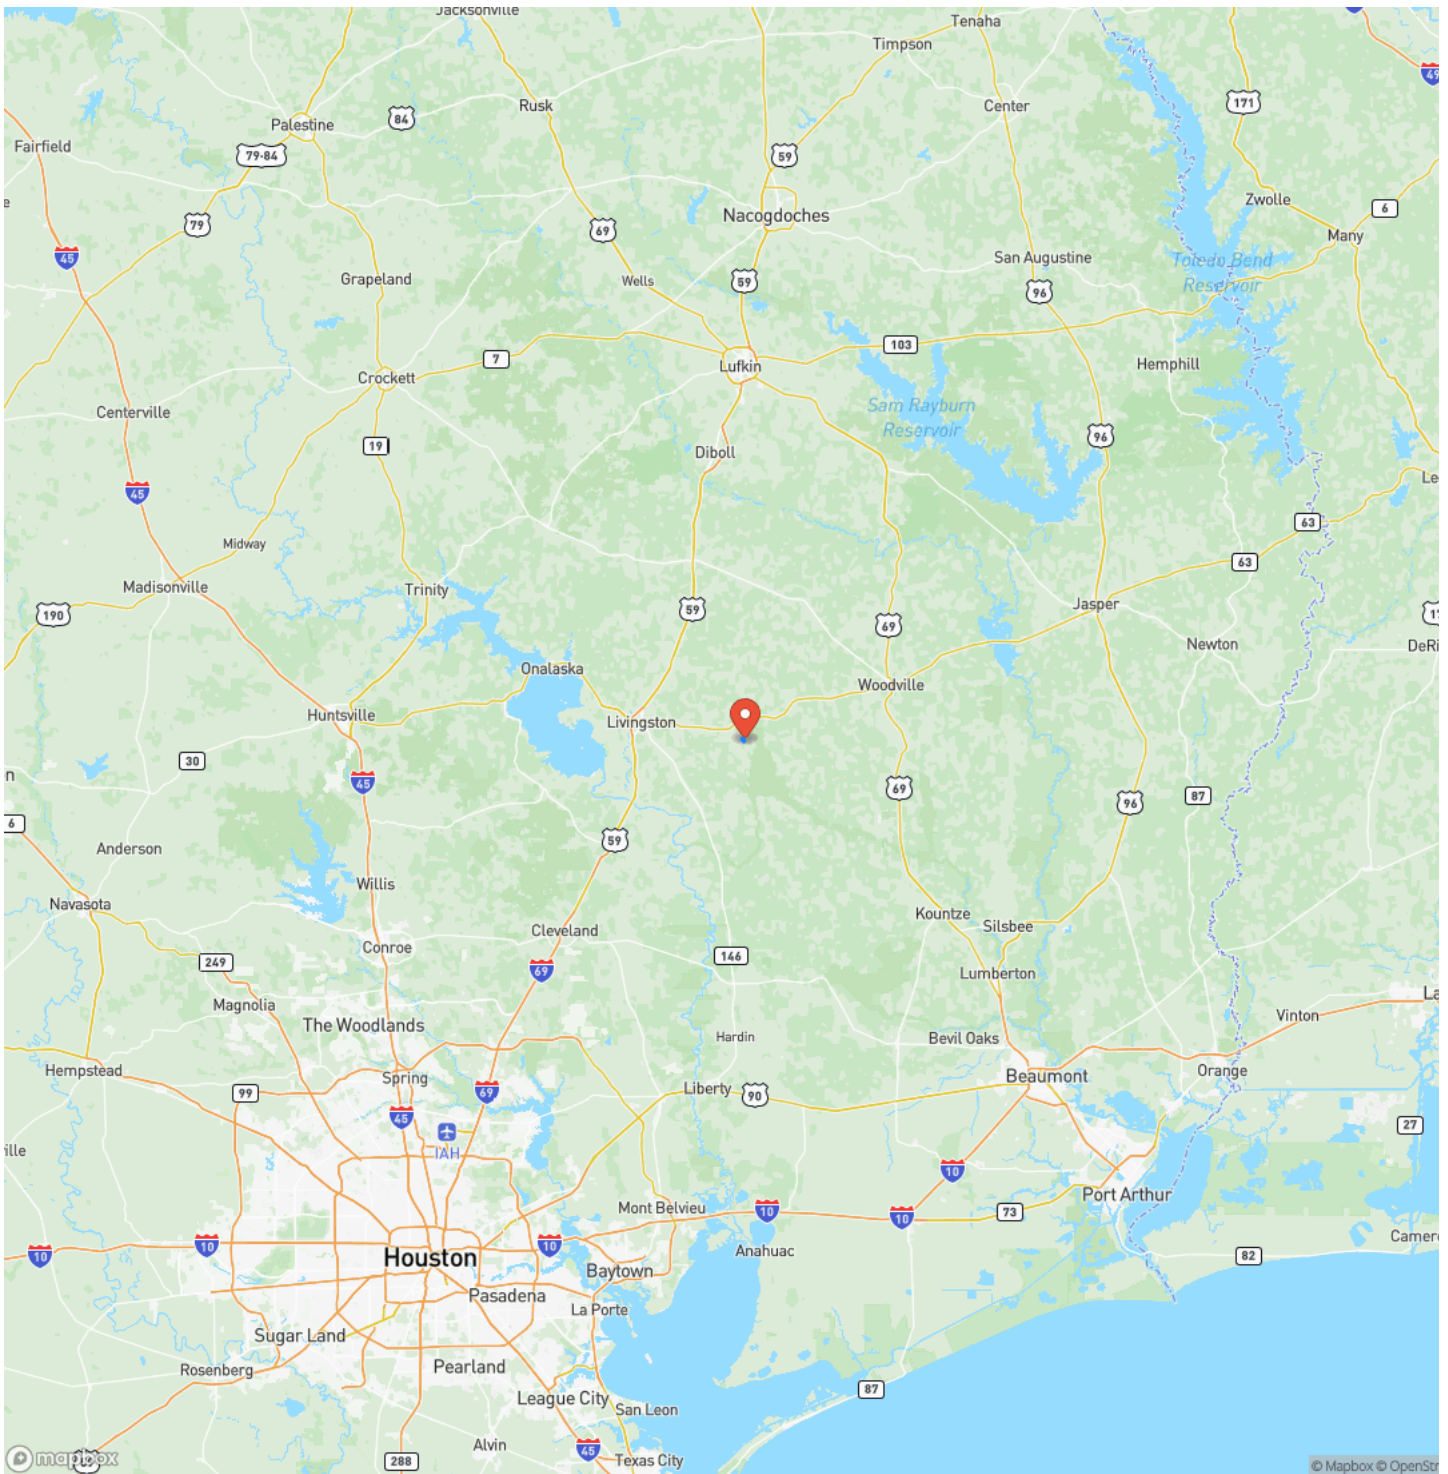 Jacksonville
45
Tenaha
Timpson
49
Rusk
Center
171
Palestine
84
Fairfield
79-84
59
Zwolle
6
79
Nacogdoches
69
Many
45
San Augustine
Toledo Bend
Reservoir
Grapeland
Wells
59
96
7
103
Lufkin
Hemphill
Crockett
Centerville
Sam Rayburn
Reservoir
19
96
Diboll
45
63
Midway
63
Madisonville
Trinity
190
59
69
Jasper
Newton
Onalaska
Woodville
Huntsville
Livingston
30
45
69
87
96
6
59
Anderson
Willis
Navasota
Kountze
Silsbee
Cleveland
Conroe
249
146
69
Lumberton
Magnolia
Vinton
The Woodlands
Hardin
Bevil Oaks
Hempstead
Spring
Beaumont
Orange
99
69
Liberty
90
45
IAH
27
10
Port Arthur
Mont Belvieu
10
10
73
10
10
10
Houston
Anahuac
82
Baytown
Pasadena
La Porte
Sugar Land
Rosenberg
Pearland
87
League City
San Leon
Alvin
45
288
Texas City
mapbox
© Mapbox © OpenStr